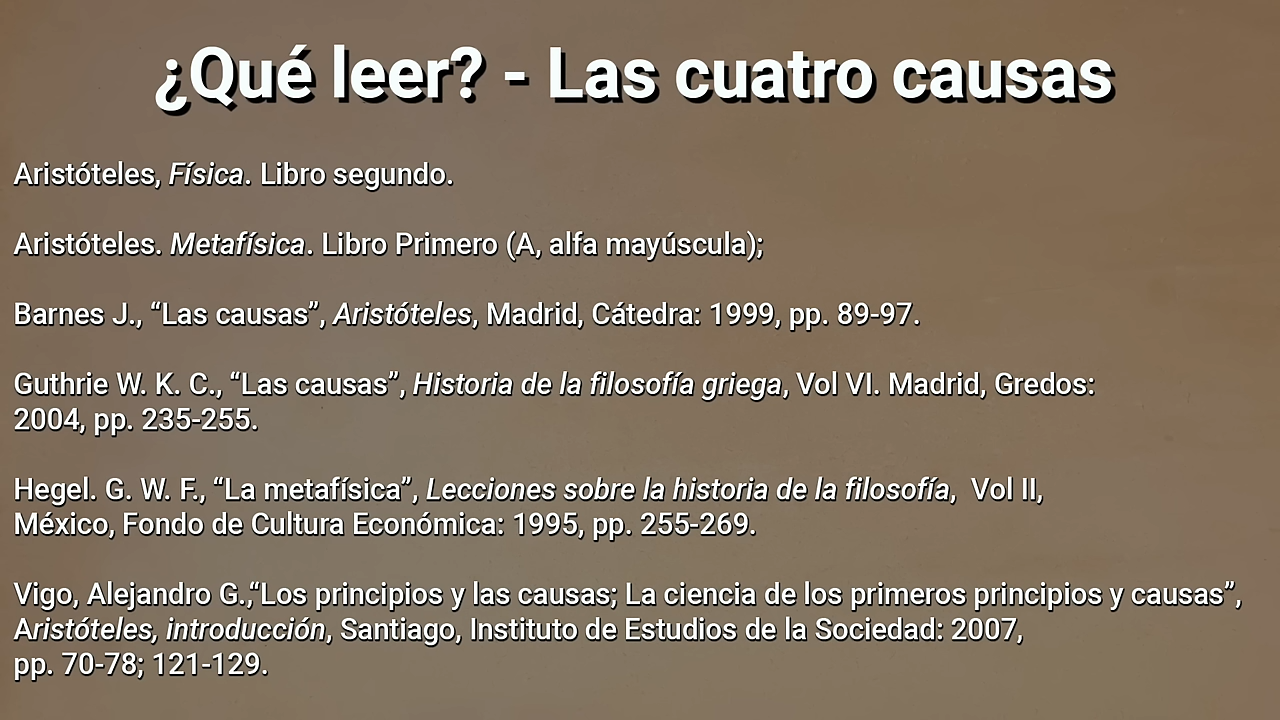 ¿Qué leer? - Las cuatro causas
Aristóteles, Física. Libro segundo.
Aristóteles. Metafísica. Libro Primero (A, alfa mayúscula);
Barnes J., “Las causas”, Aristóteles, Madrid, Cátedra: 1999, pp. 89-97.
Guthrie W. K. C., “Las causas”, Historia de la filosofía griega, Vol VI. Madrid, Gredos:
2004, pp. 235-255.
Hegel. G. W. F., “La metafísica”, Lecciones sobre la historia de la filosofía,  Vol II,
México, Fondo de Cultura Económica: 1995, pp. 255-269.
Vigo, Alejandro G.,“Los principios y las causas; La ciencia de los primeros principios y causas”,
Aristóteles, introducción, Santiago, Instituto de Estudios de la Sociedad: 2007,
pp. 70-78; 121-129.